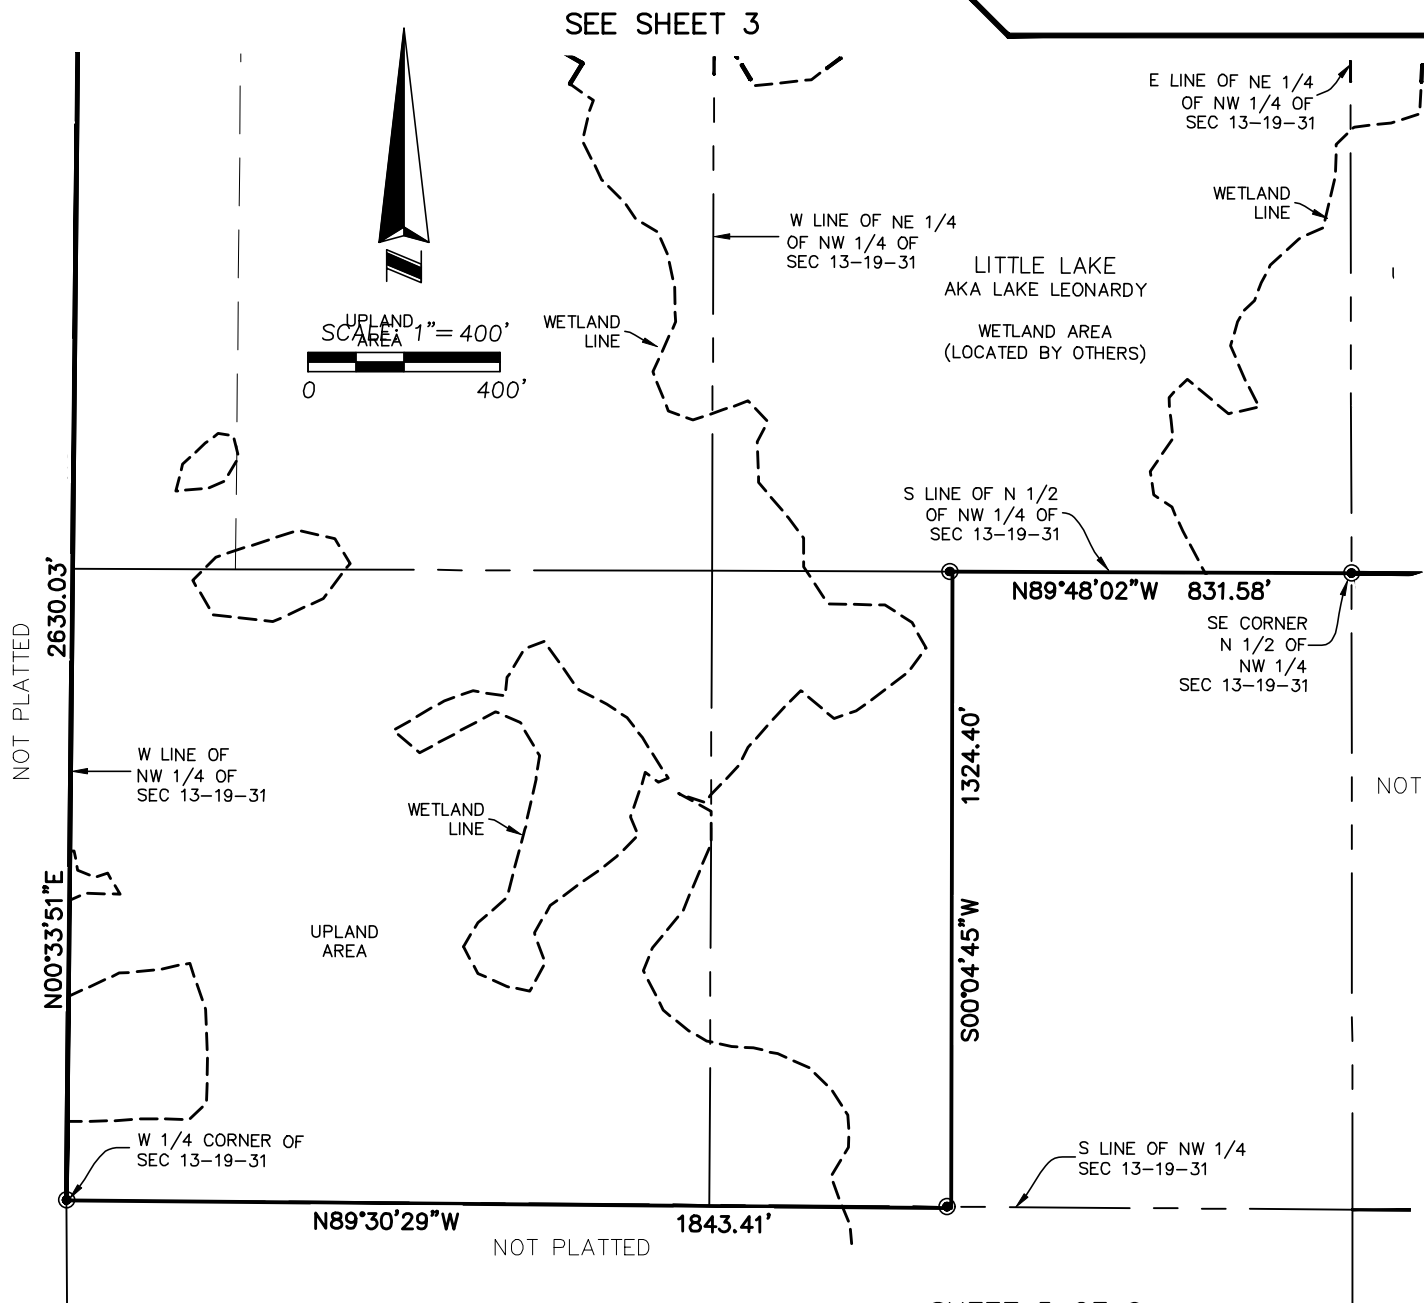 SEE SHEET 3
E LINE OF NE 1/4
OF NW 1/4 OF
SEC 13-19-31
WETLAND
LINE
W LINE OF NE 1/4
OF NW 1/4 OF
SEC 13-19-31
LITTLE LAKE
AKA LAKE LEONARDY
WETLAND AREA
(LOCATED BY OTHERS)
N
UPLAND
AREA
SCALE: 1"= 400'
0 400'
WETLAND
LINE
S LINE OF N 1/2
OF NW 1/4 OF
SEC 13-19-31
N89°48'02"W 831.58'
SE CORNER
N 1/2 OF
NW 1/4
SEC 13-19-31
2630.03'
NOT PLATTED
W LINE OF
NW 1/4 OF
SEC 13-19-31
1324.40'
NOT
WETLAND
LINE
N00°33'51"E
UPLAND
AREA
S00°04'45"W
W 1/4 CORNER OF
SEC 13-19-31
S LINE OF NW 1/4
SEC 13-19-31
N89°30'29"W 1843.41'
NOT PLATTED